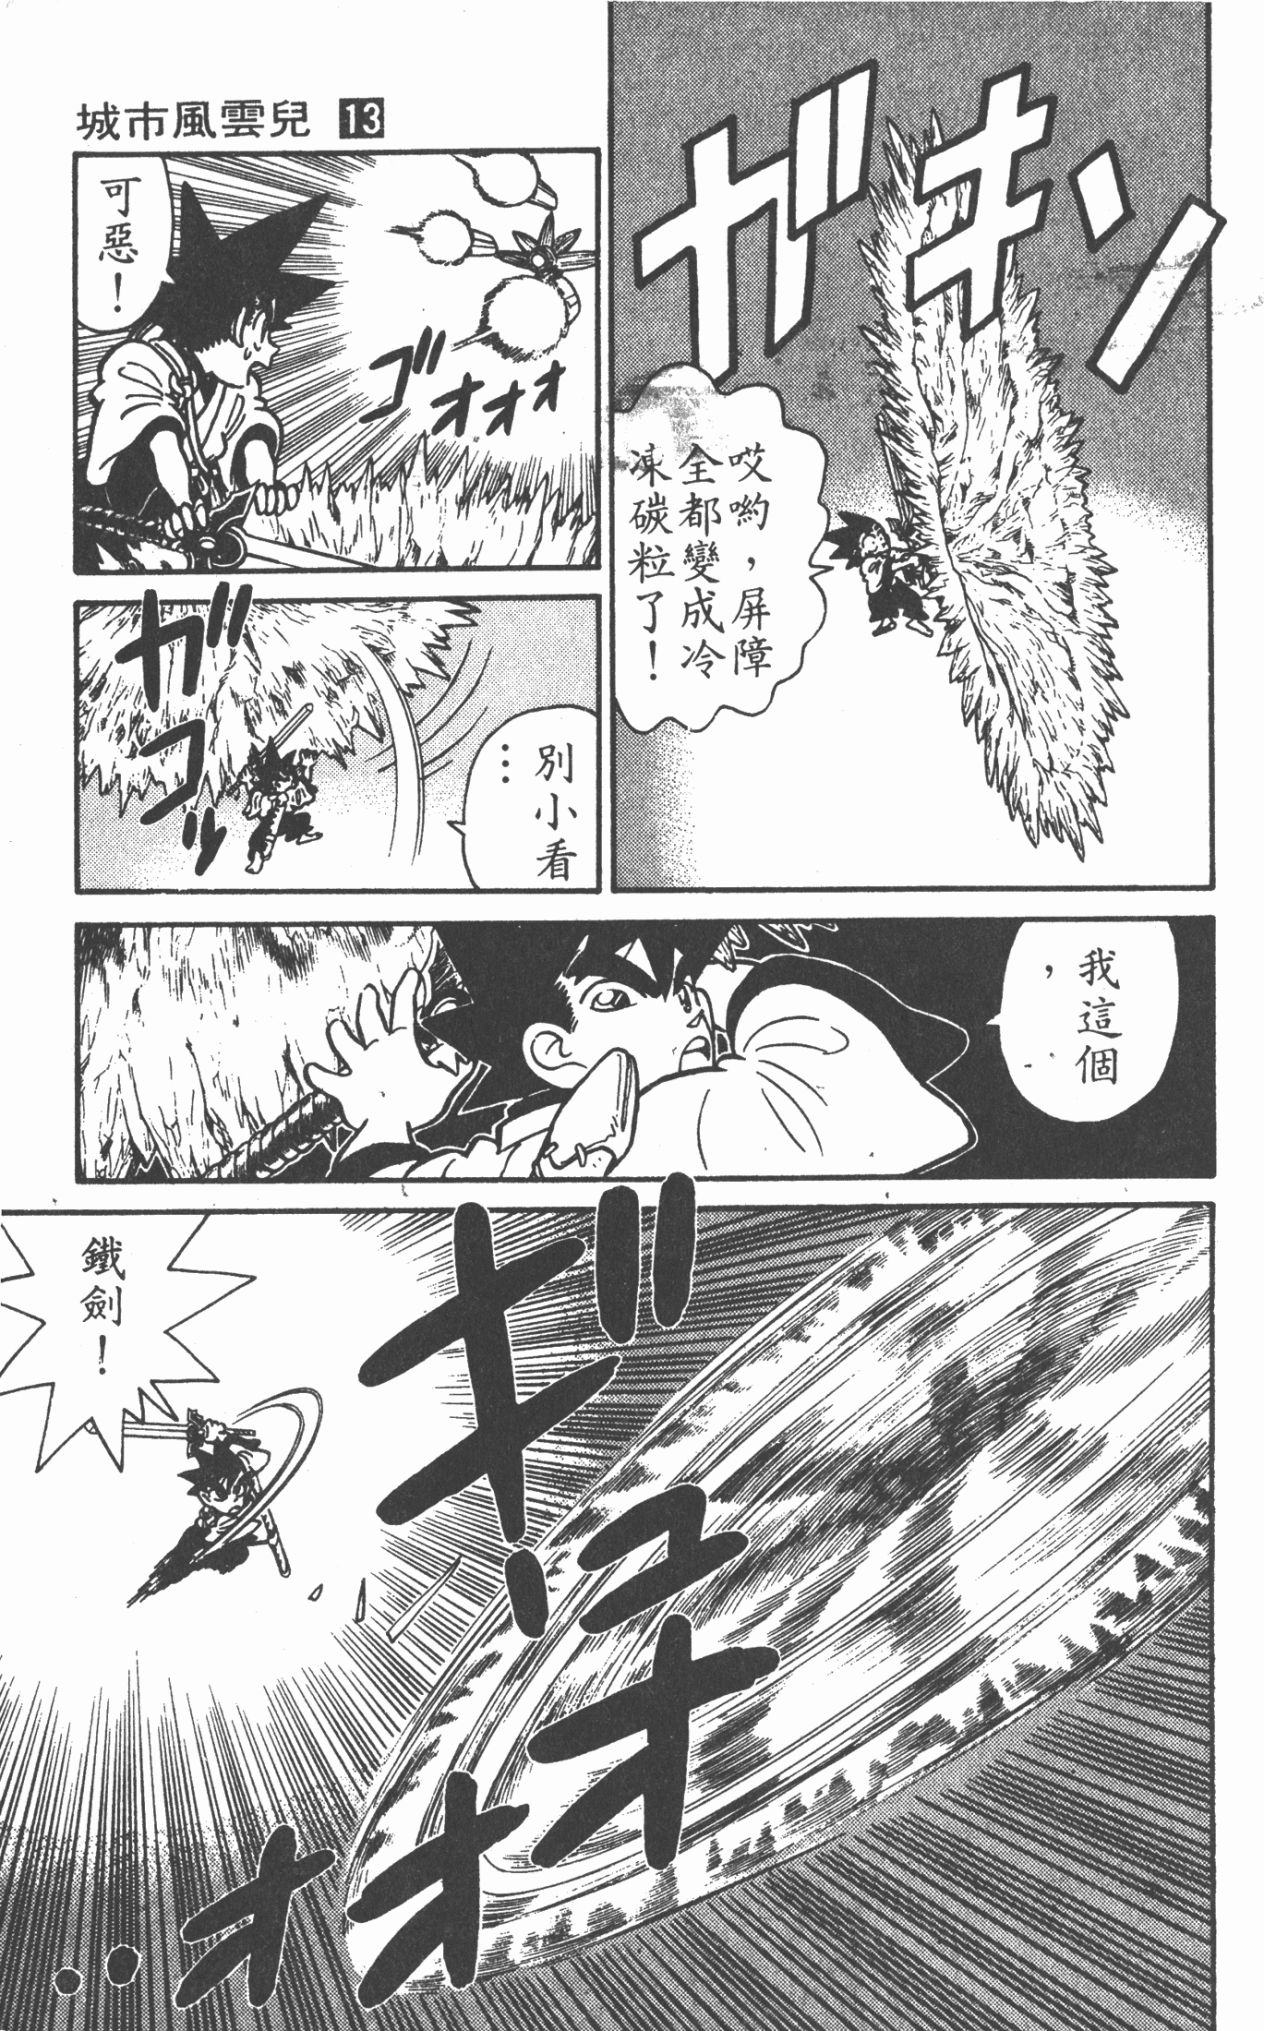 城市風雲兒 13
ガキン
哎喲，屏障
全都變成冷
凍碳粒了！
可惡！
ゴオオオ
別小看
…
ガゴッ
我這個
，
鐵劍！
ギュオオオ